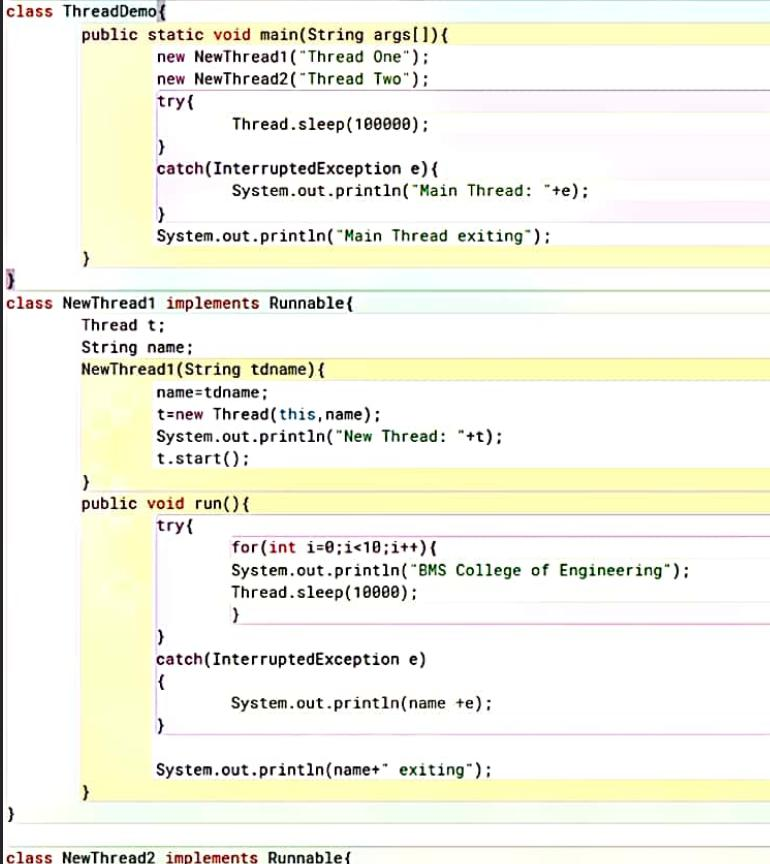 class ThreadDemo{
public static void main(String args[]){
new NewThread1("Thread One");
new NewThread2("Thread Two");
try{
Thread.sleep(100000);
}
catch(InterruptedException e){
System.out.println("Main Thread: "+e);
}
System.out.println("Main Thread exiting");
}
}
class NewThread1 implements Runnable{
Thread t;
String name;
NewThread1(String tdname){
name=tdname;
t=new Thread(this,name);
System.out.println("New Thread: "+t);
t.start();
}
public void run(){
try{
for(int i=0;i<10;i++){
System.out.println("BMS College of Engineering");
Thread.sleep(10000);
}
}
catch(InterruptedException e)
{
System.out.println(name +e);
}
System.out.println(name+" exiting");
}
}
class NewThread2 implements Runnable{